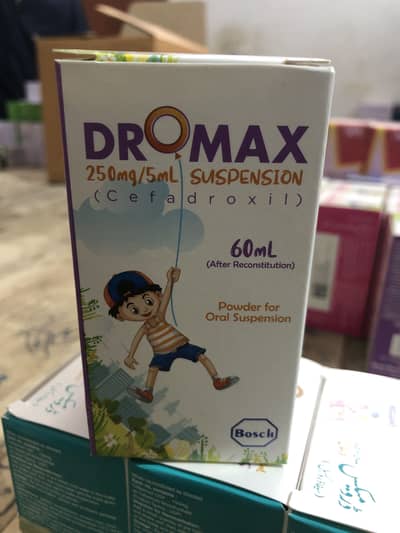 DROMAX
250mg/5mL SUSPENSION
(Cefadroxil)
60mL
(After Reconstitution)
Powder for
Oral Suspension
Bosch